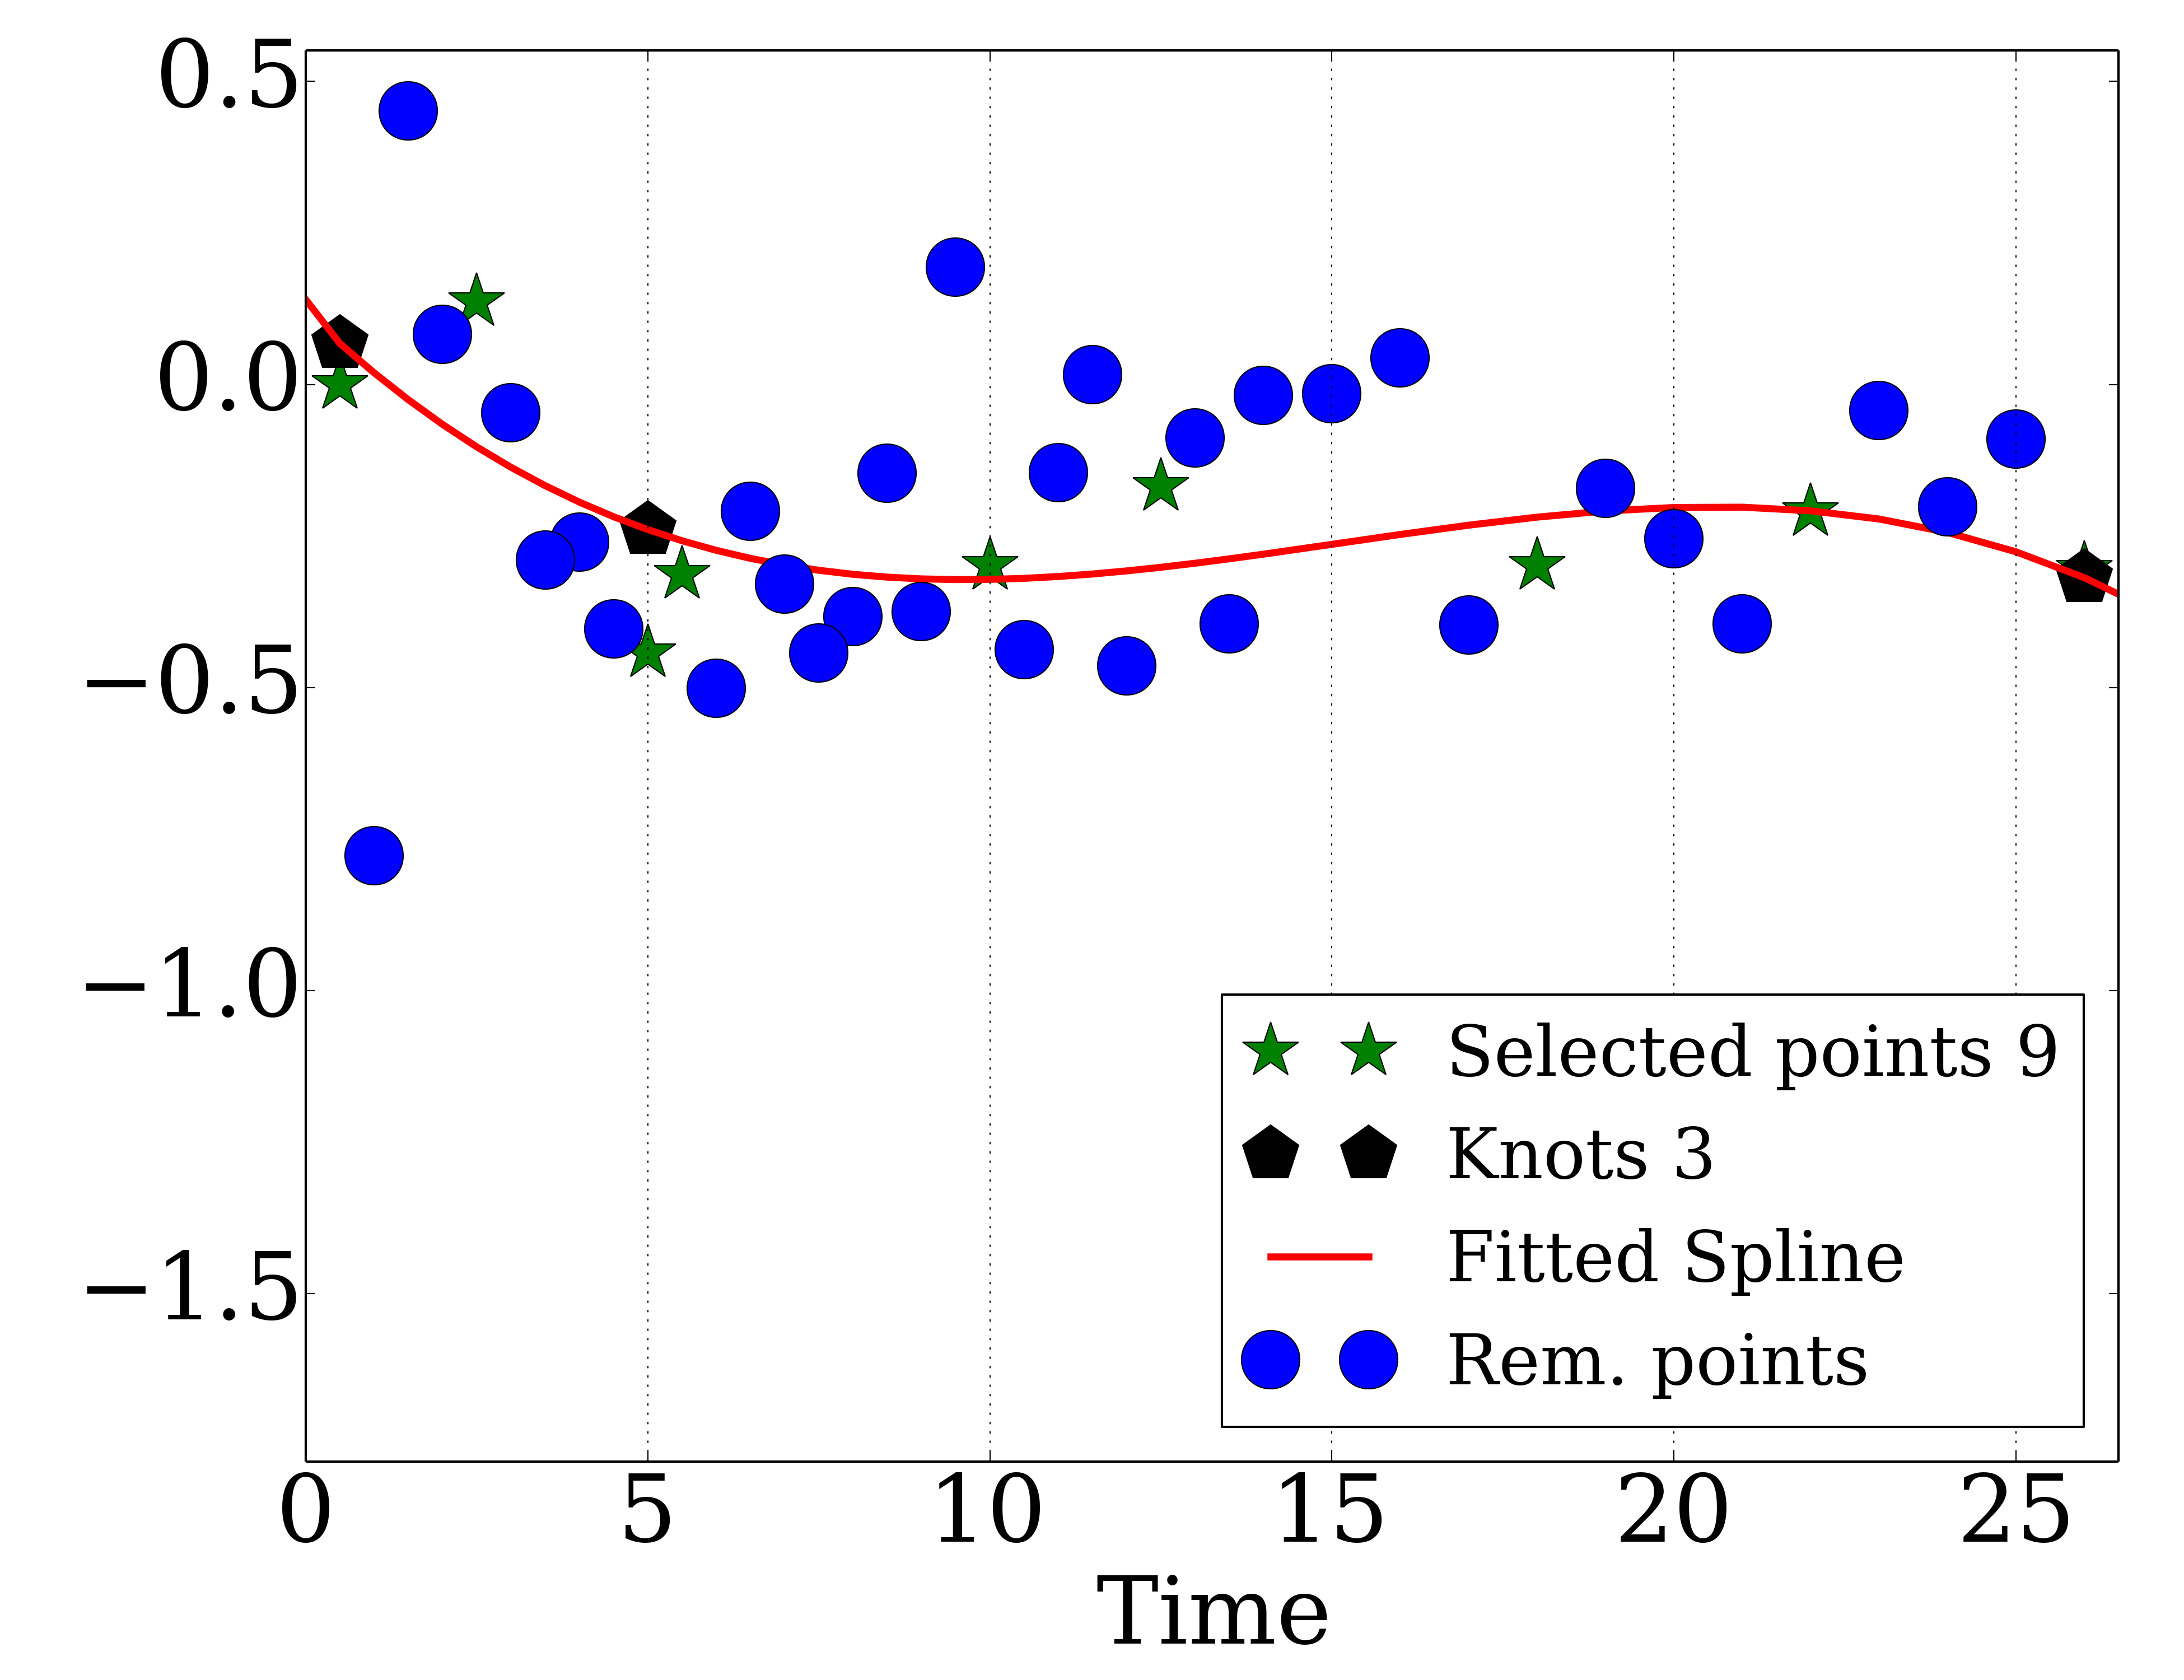 0.5
0.0
−0.5
−1.0
−1.5
Selected points 9
Knots 3
Fitted Spline
Rem. points
0 5 10 15 20 25
Time